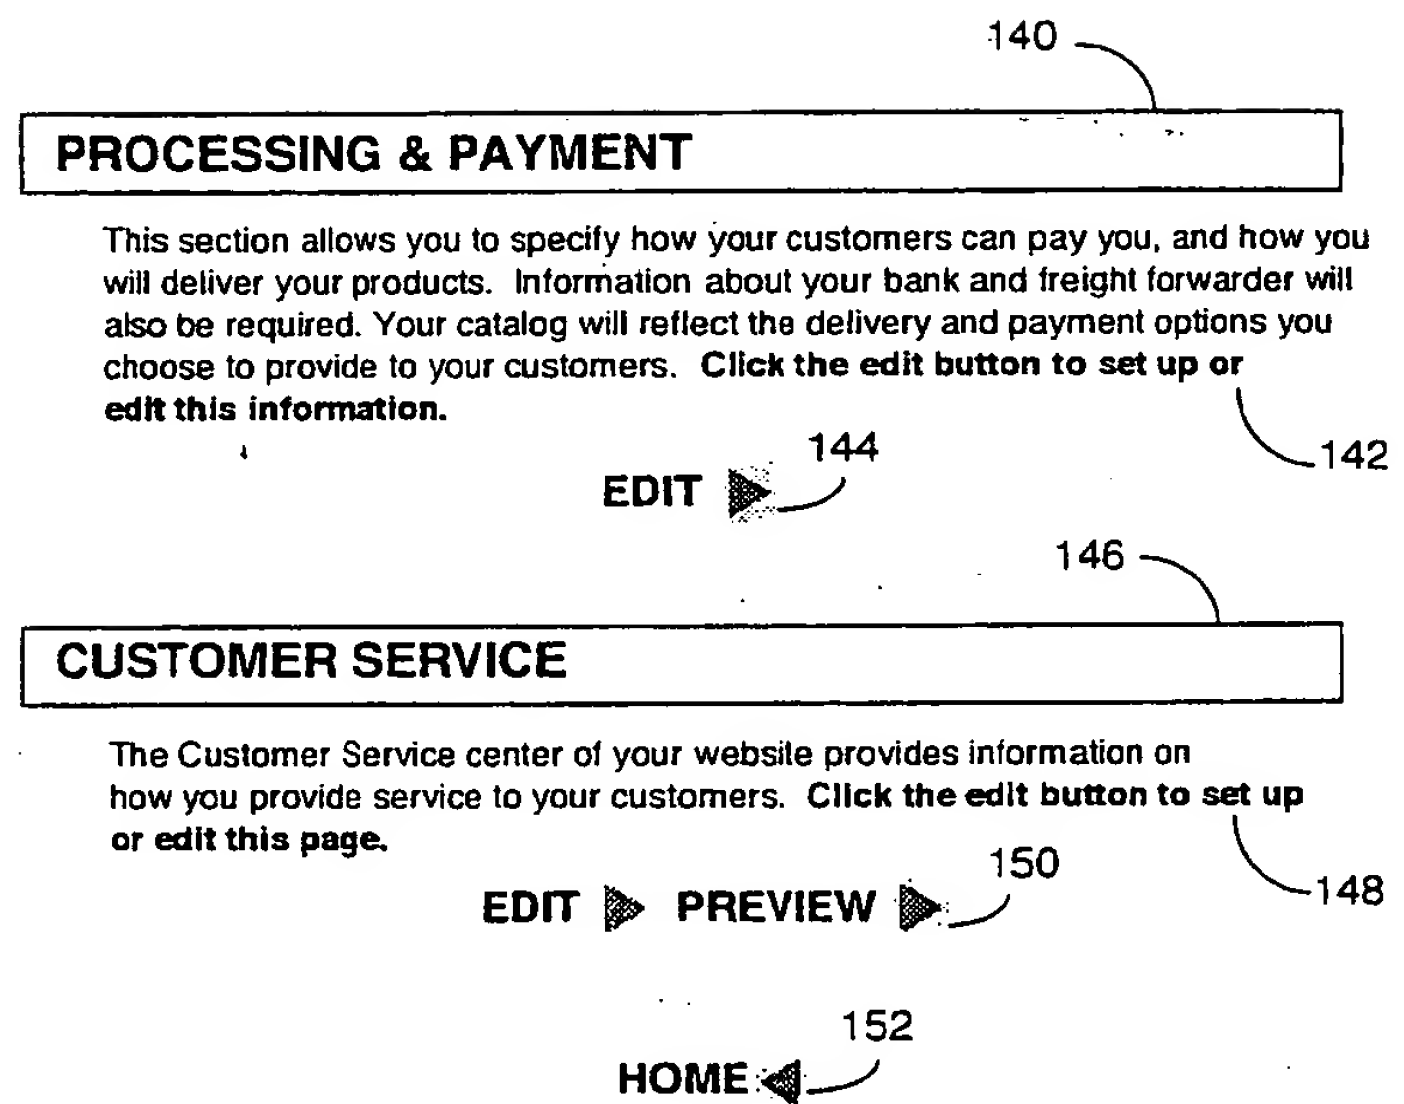 140
PROCESSING & PAYMENT
This section allows you to specify how your customers can pay you, and how you
will deliver your products. Information about your bank and freight forwarder will
also be required. Your catalog will reflect the delivery and payment options you
choose to provide to your customers. Click the edit button to set up or
edit this information.
142
144
EDIT
146
CUSTOMER SERVICE
The Customer Service center of your website provides information on
how you provide service to your customers. Click the edit button to set up
or edit this page.
148
150
EDIT PREVIEW
152
HOME